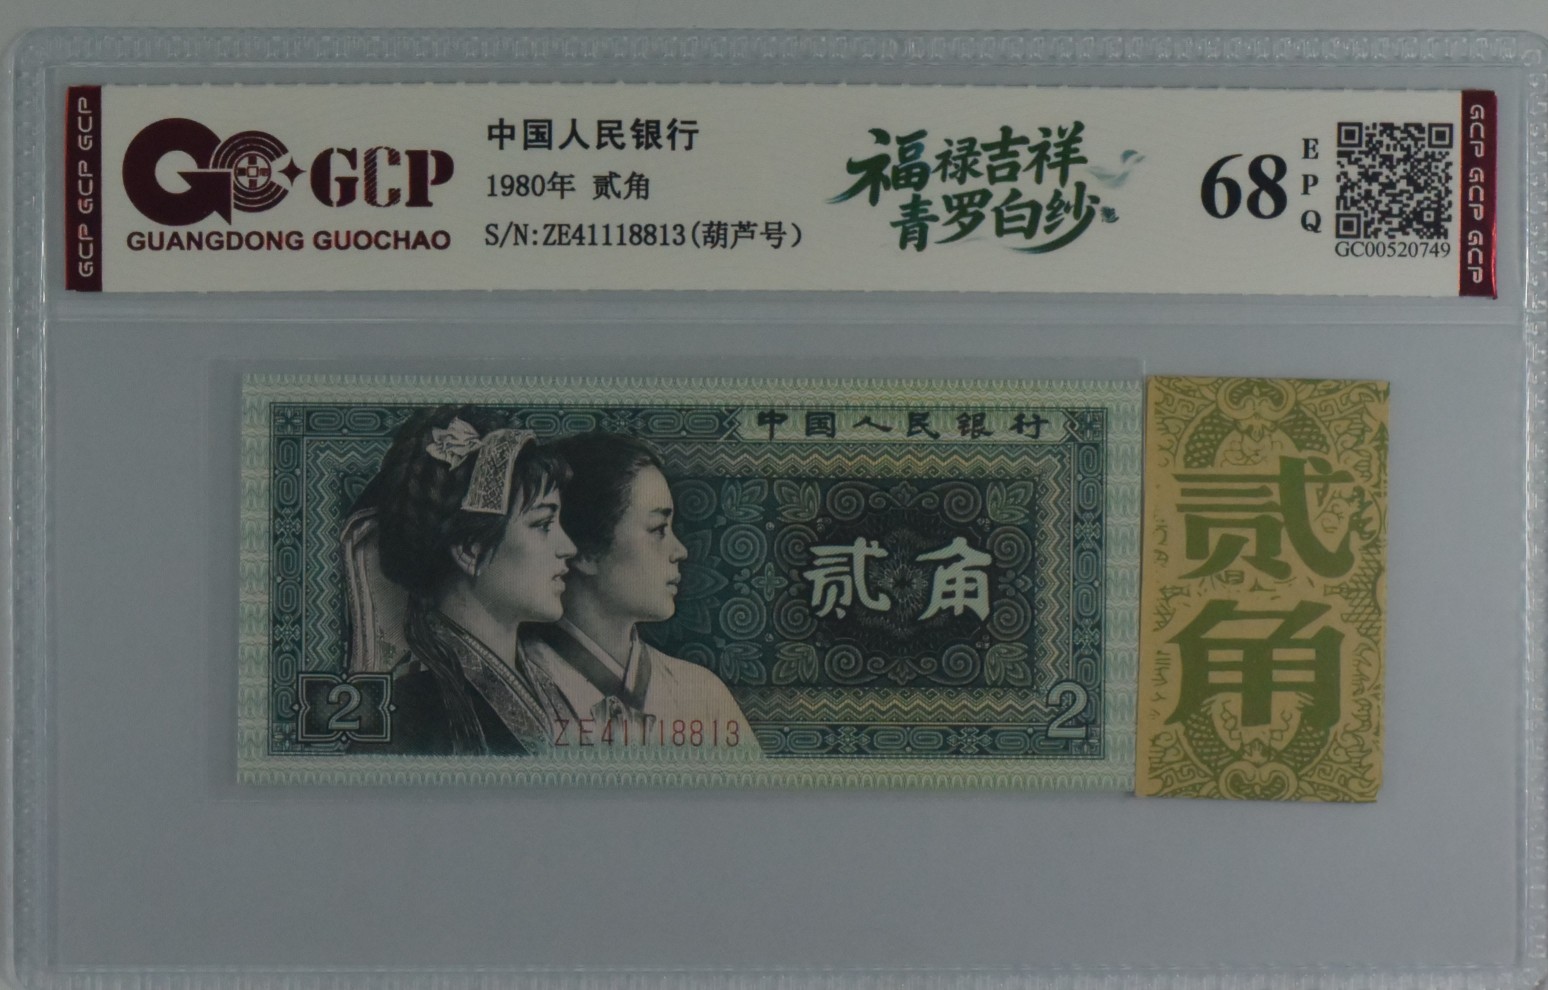 GCP GCP GCP
GCP
GUANGDONG GUOCHAO
中国人民银行
1980年 贰角
S/N:ZE41118813(葫芦号)
福禄吉祥
青罗白纱
68
EPQ
GC00520749
GCP GCP GCP
中国人民银行
贰角
2
ZE41118813
2
贰角